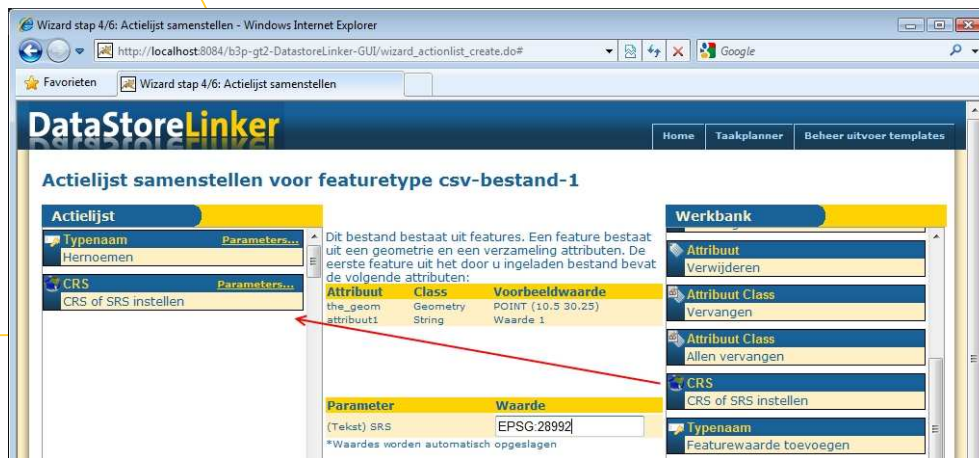 Wizard stap 4/6: Actielijst samenstellen - Windows Internet Explorer
http://localhost:8084/b3p-gt2-DatastoreLinker-GUI/wizard_actionlist_create.do#
Google
Favorieten
Wizard stap 4/6: Actielijst samenstellen
DataStoreLinker
Home
Taakplanner
Beheer uitvoer templates
Actielijst samenstellen voor featuretype csv-bestand-1
Actielijst
Typenaam Parameters...
Hernoemen
CRS Parameters...
CRS of SRS instellen
Dit bestand bestaat uit features. Een feature bestaat
uit een geometrie en een verzameling attributen. De
eerste feature uit het door u ingeladen bestand bevat
de volgende attributen:
Attribuut Class Voorbeeldwaarde
the_geom Geometry POINT (10.5 30.25)
attribuut1 String Waarde 1
Parameter Waarde
(Tekst) SRS EPSG:28992
*Waardes worden automatisch opgeslagen
Werkbank
Attribuut
Verwijderen
Attribuut Class
Vervangen
Attribuut Class
Allen vervangen
CRS
CRS of SRS instellen
Typenaam
Featurewaarde toevoegen